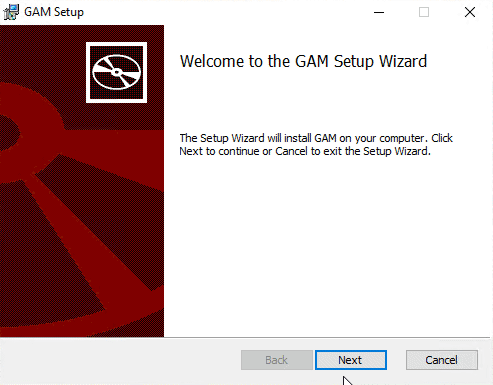 GAM Setup
Welcome to the GAM Setup Wizard
The Setup Wizard will install GAM on your computer. Click
Next to continue or Cancel to exit the Setup Wizard.
Back
Next
Cancel